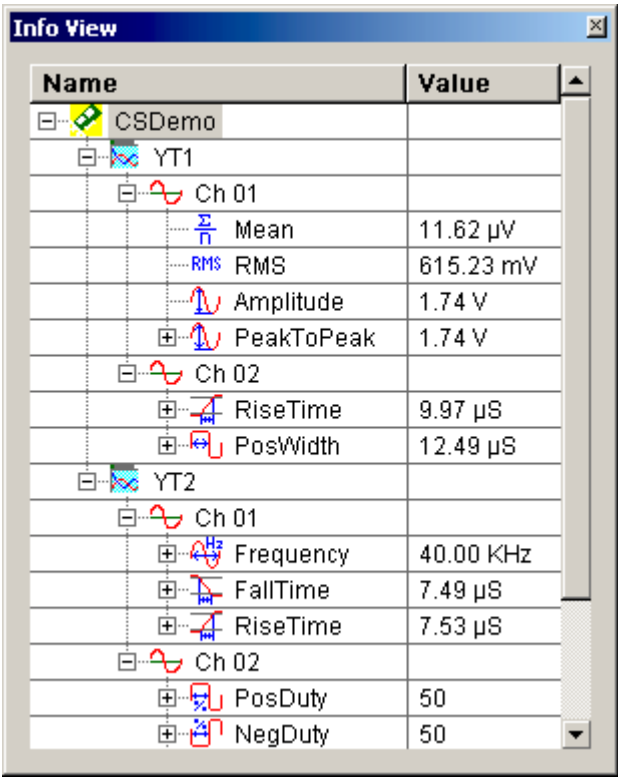 Info View
Name Value
CSDemo
YT1
Ch 01
Σ/n Mean 11.62 µV
RMS RMS 615.23 mV
Amplitude 1.74 V
PeakToPeak 1.74 V
Ch 02
RiseTime 9.97 µS
PosWidth 12.49 µS
YT2
Ch 01
Hz Frequency 40.00 KHz
FallTime 7.49 µS
RiseTime 7.53 µS
Ch 02
% PosDuty 50
% NegDuty 50